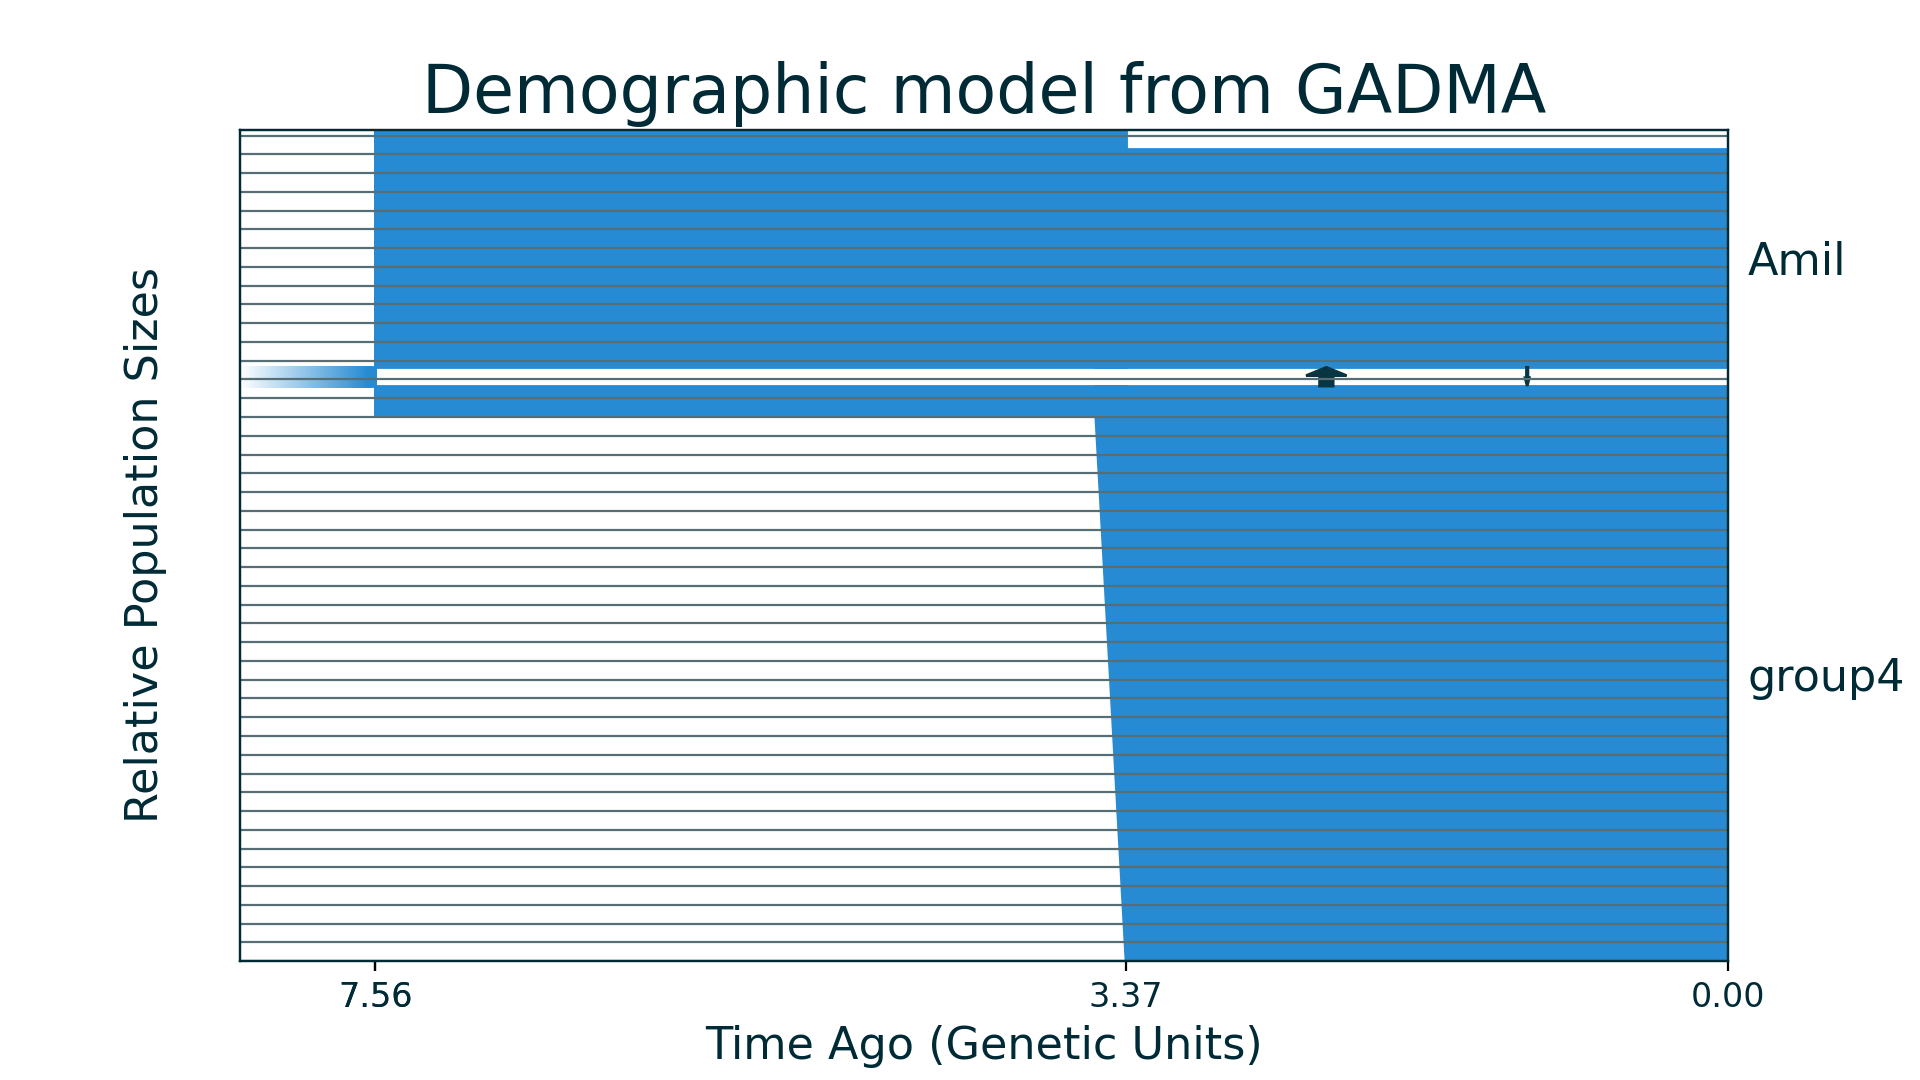 Demographic model from GADMA
Relative Population Sizes
Amil
group4
7.56
3.37
0.00
Time Ago (Genetic Units)